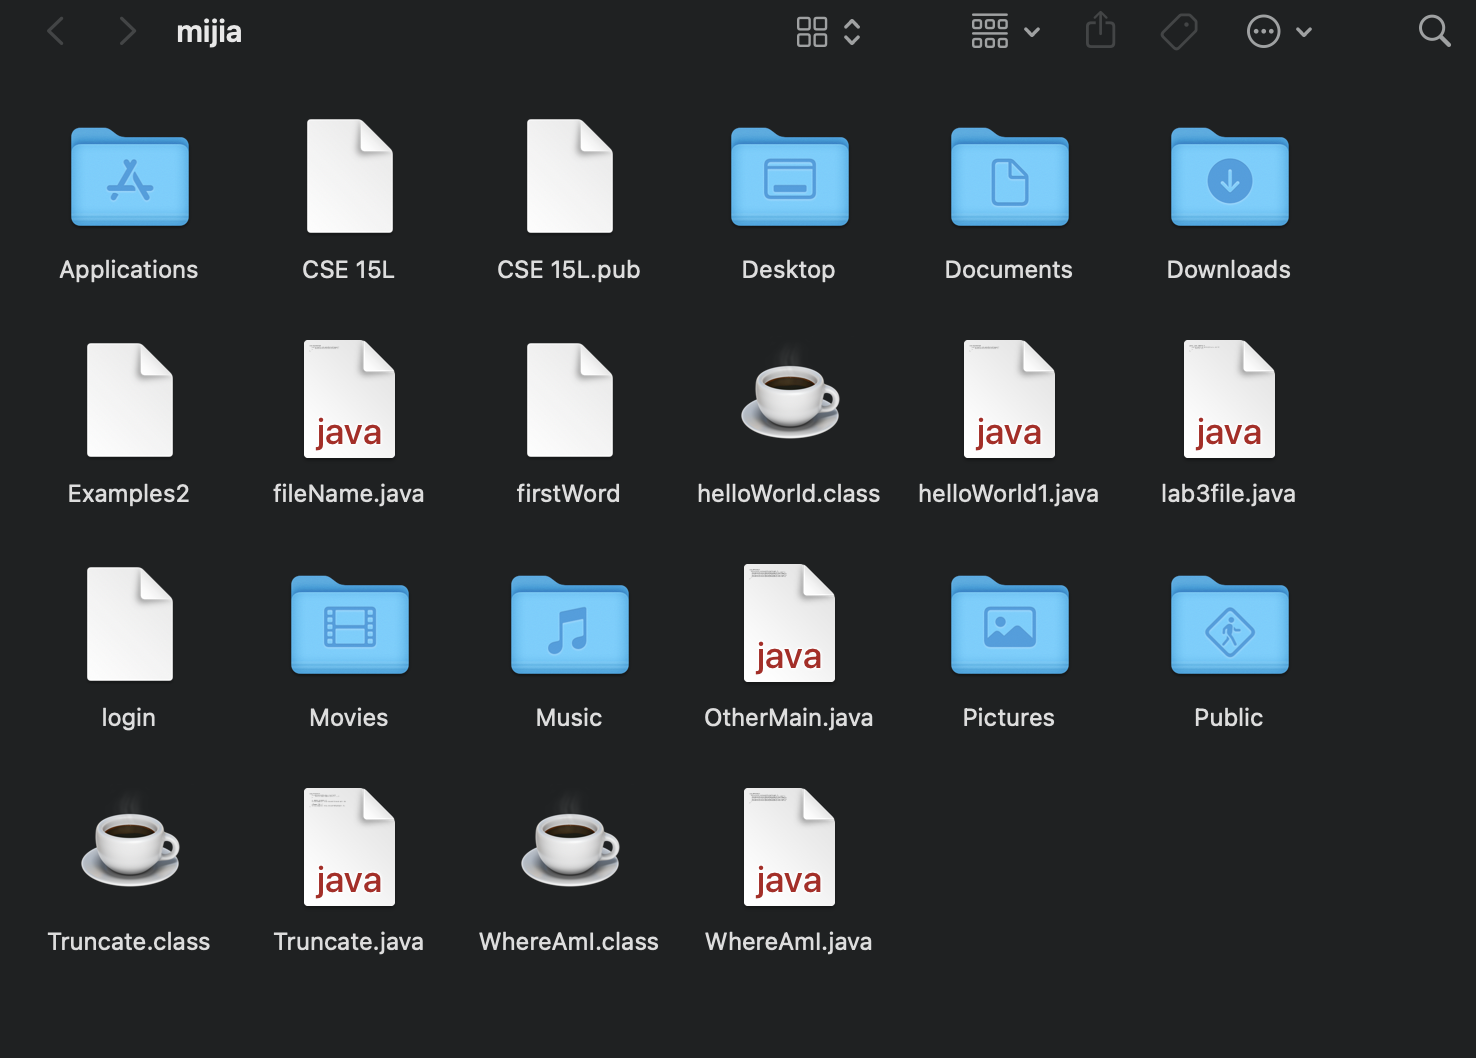 mijia
Applications
CSE 15L
CSE 15L.pub
Desktop
Documents
Downloads
Examples2
java
fileName.java
firstWord
helloWorld.class
java
helloWorld1.java
java
lab3file.java
login
Movies
Music
java
OtherMain.java
Pictures
Public
Truncate.class
java
Truncate.java
WhereAmI.class
java
WhereAmI.java